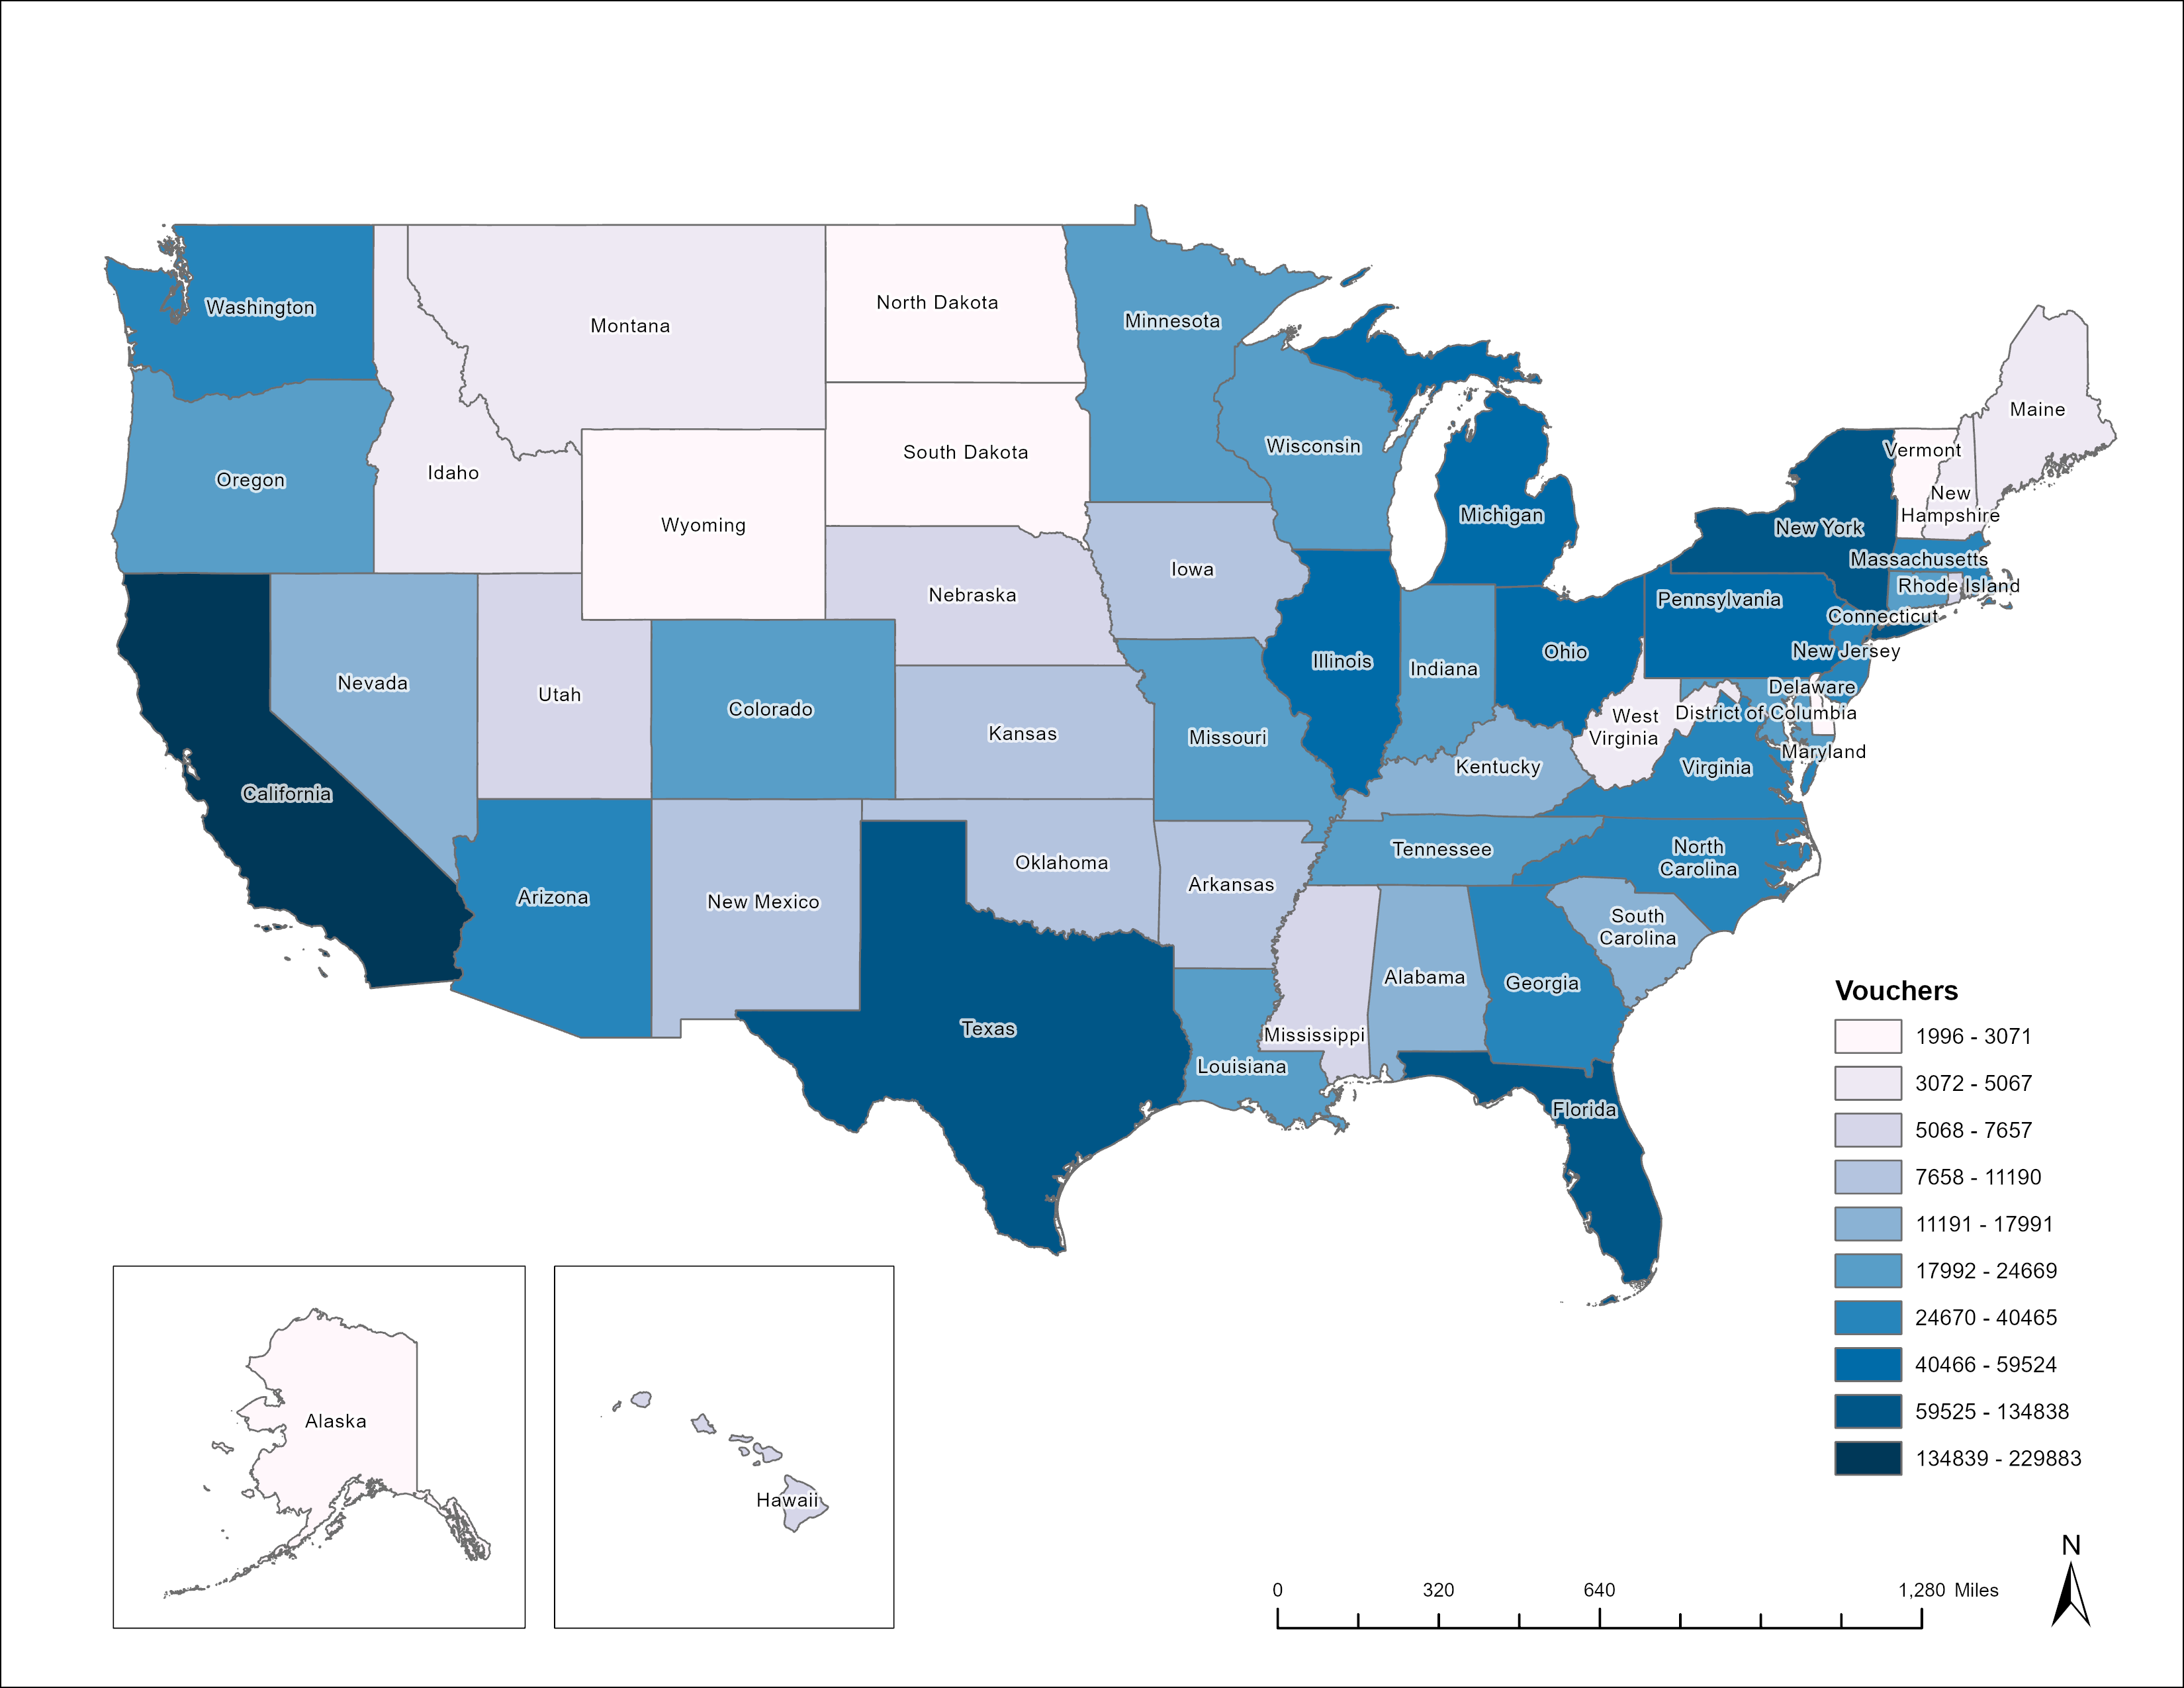 Washington
Montana
North Dakota
Minnesota
Maine
Oregon
Idaho
South Dakota
Wisconsin
Vermont
Wyoming
Michigan
New
Hampshire
New York
Massachusetts
Iowa
Nebraska
Rhode Island
Pennsylvania
Connecticut
Nevada
Utah
Colorado
Kansas
Missouri
Illinois
Indiana
Ohio
New Jersey
Delaware
West
Virginia
District of Columbia
Maryland
Virginia
Kentucky
California
Arizona
New Mexico
Oklahoma
Arkansas
Tennessee
North
Carolina
South
Carolina
Texas
Louisiana
Mississippi
Alabama
Georgia
Florida
Alaska
Hawaii
Vouchers
1996 - 3071
3072 - 5067
5068 - 7657
7658 - 11190
11191 - 17991
17992 - 24669
24670 - 40465
40466 - 59524
59525 - 134838
134839 - 229883
N
0 320 640 1,280 Miles